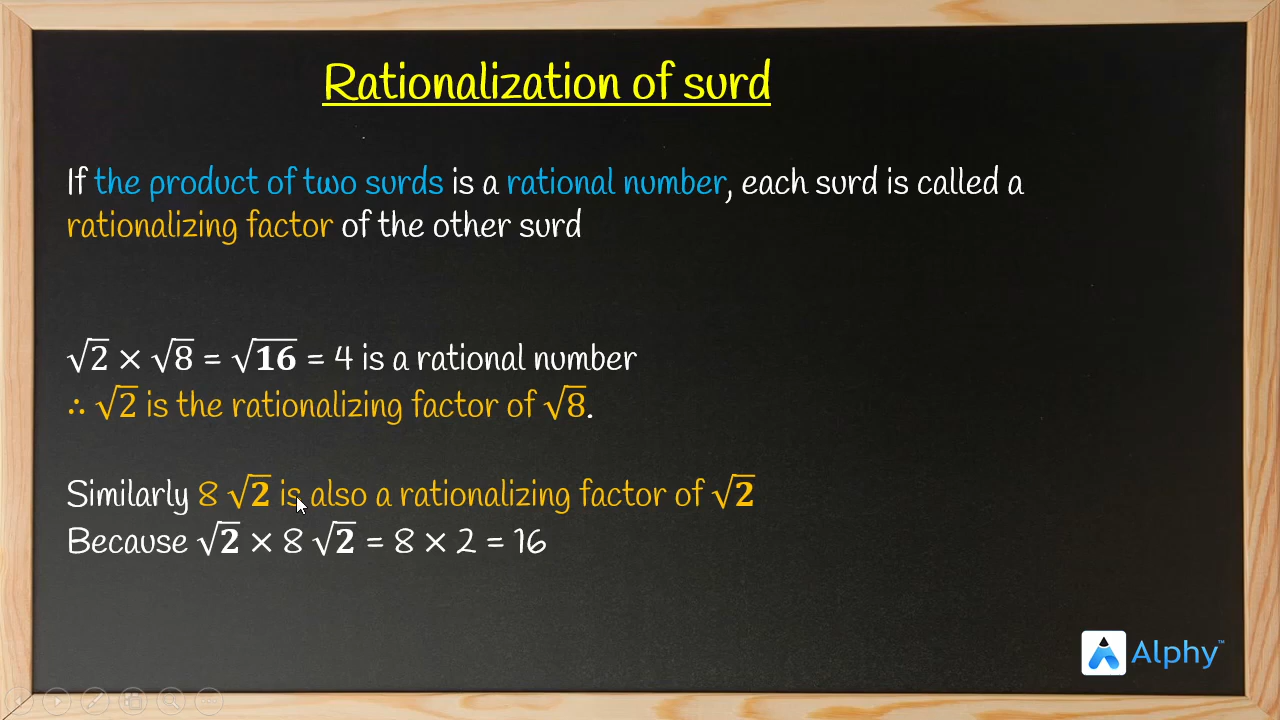 Rationalization of surd
If the product of two surds is a rational number, each surd is called a
rationalizing factor of the other surd
√2 × √8 = √16 = 4 is a rational number
∴ √2 is the rationalizing factor of √8.
Similarly 8 √2 is also a rationalizing factor of √2
Because √2 × 8 √2 = 8 × 2 = 16
Alphy™